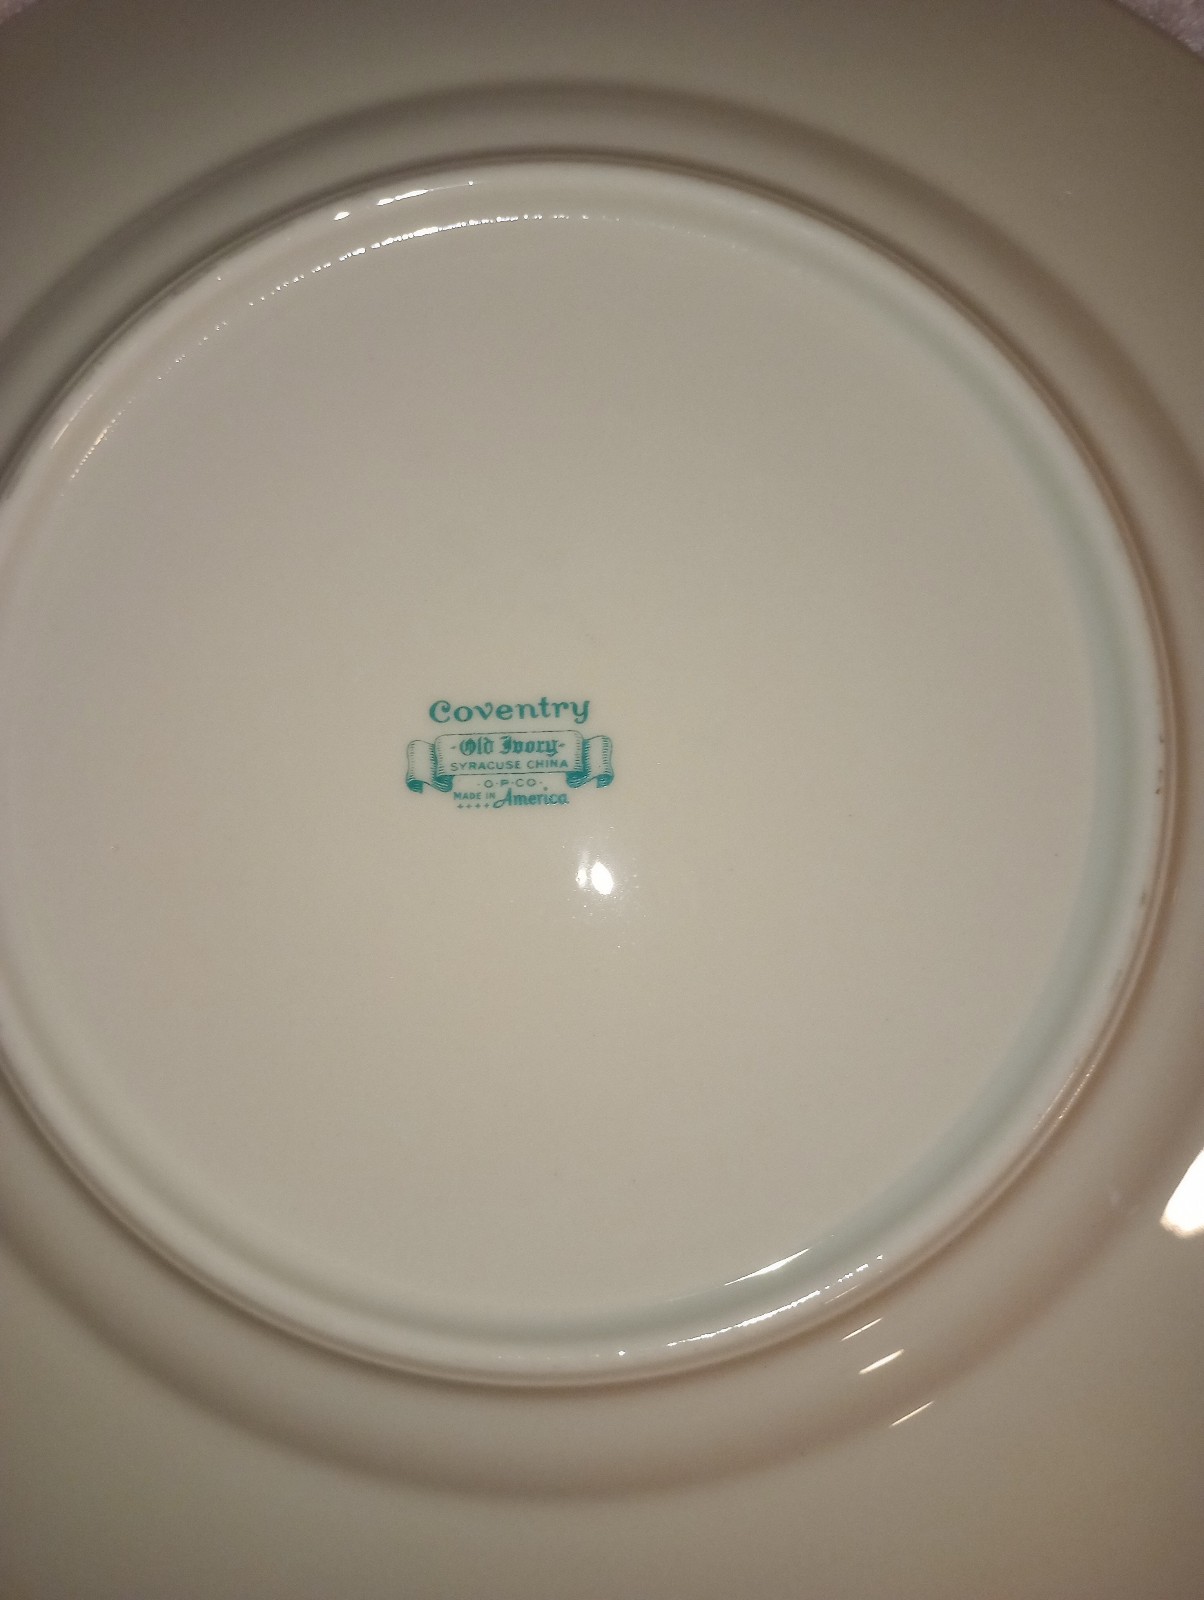 Coventry
-Old Ivory-
SYRACUSE CHINA
·O·P·CO·
MADE IN America
++++